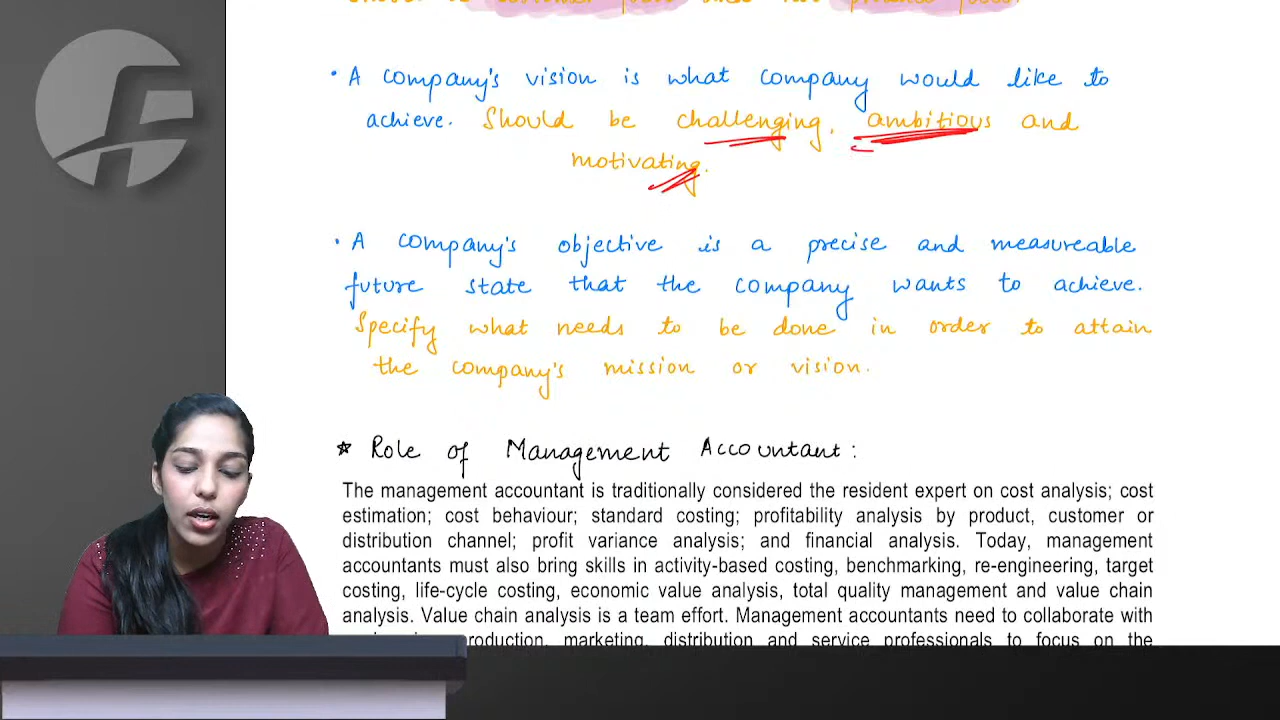 • A company's vision is what company would like to
achieve. Should be challenging, ambitious and
motivating.
• A company's objective is a precise and measureable
future state that the company wants to achieve.
Specify what needs to be done in order to attain
the company's mission or vision.
* Role of Management Accountant:
The management accountant is traditionally considered the resident expert on cost analysis; cost
estimation; cost behaviour; standard costing; profitability analysis by product, customer or
distribution channel; profit variance analysis; and financial analysis. Today, management
accountants must also bring skills in activity-based costing, benchmarking, re-engineering, target
costing, life-cycle costing, economic value analysis, total quality management and value chain
analysis. Value chain analysis is a team effort. Management accountants need to collaborate with
production, marketing, distribution and service professionals to focus on the